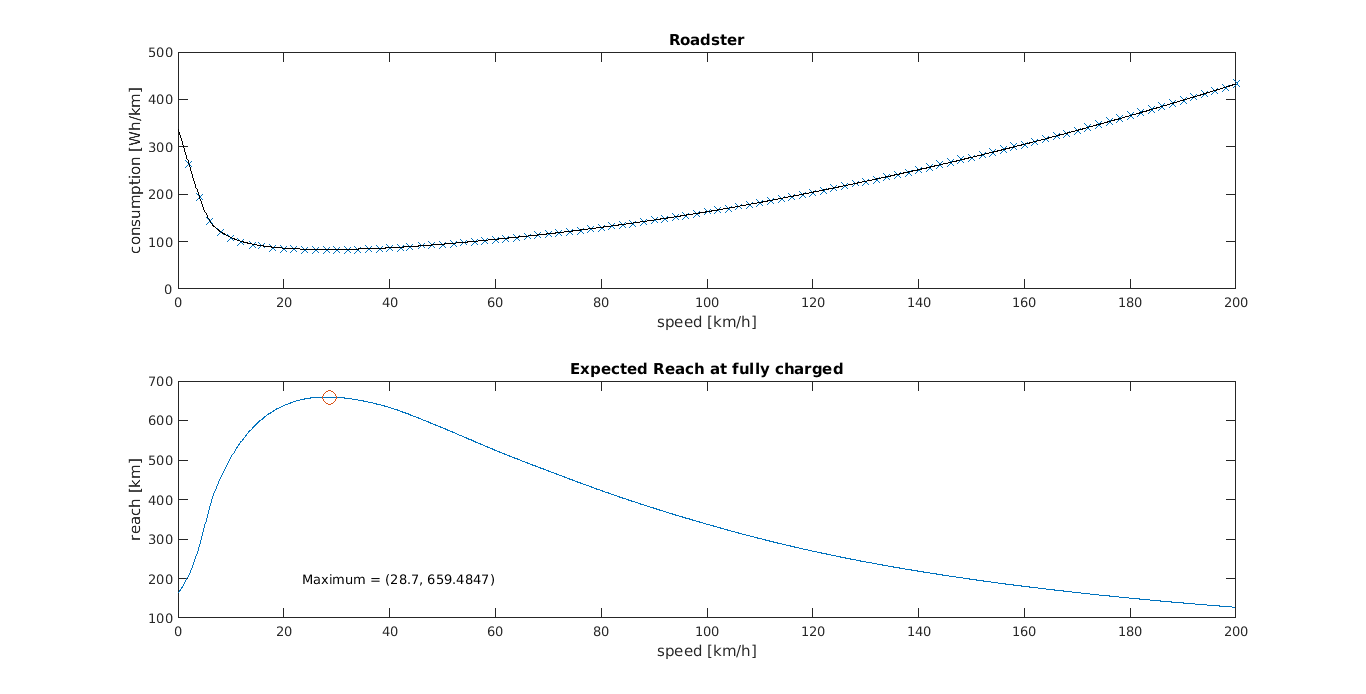 Roadster
500
400
300
200
100
0
consumption [Wh/km]
0 20 40 60 80 100 120 140 160 180 200
speed [km/h]
Expected Reach at fully charged
700
600
500
400
300
200
100
reach [km]
Maximum = (28.7, 659.4847)
0 20 40 60 80 100 120 140 160 180 200
speed [km/h]